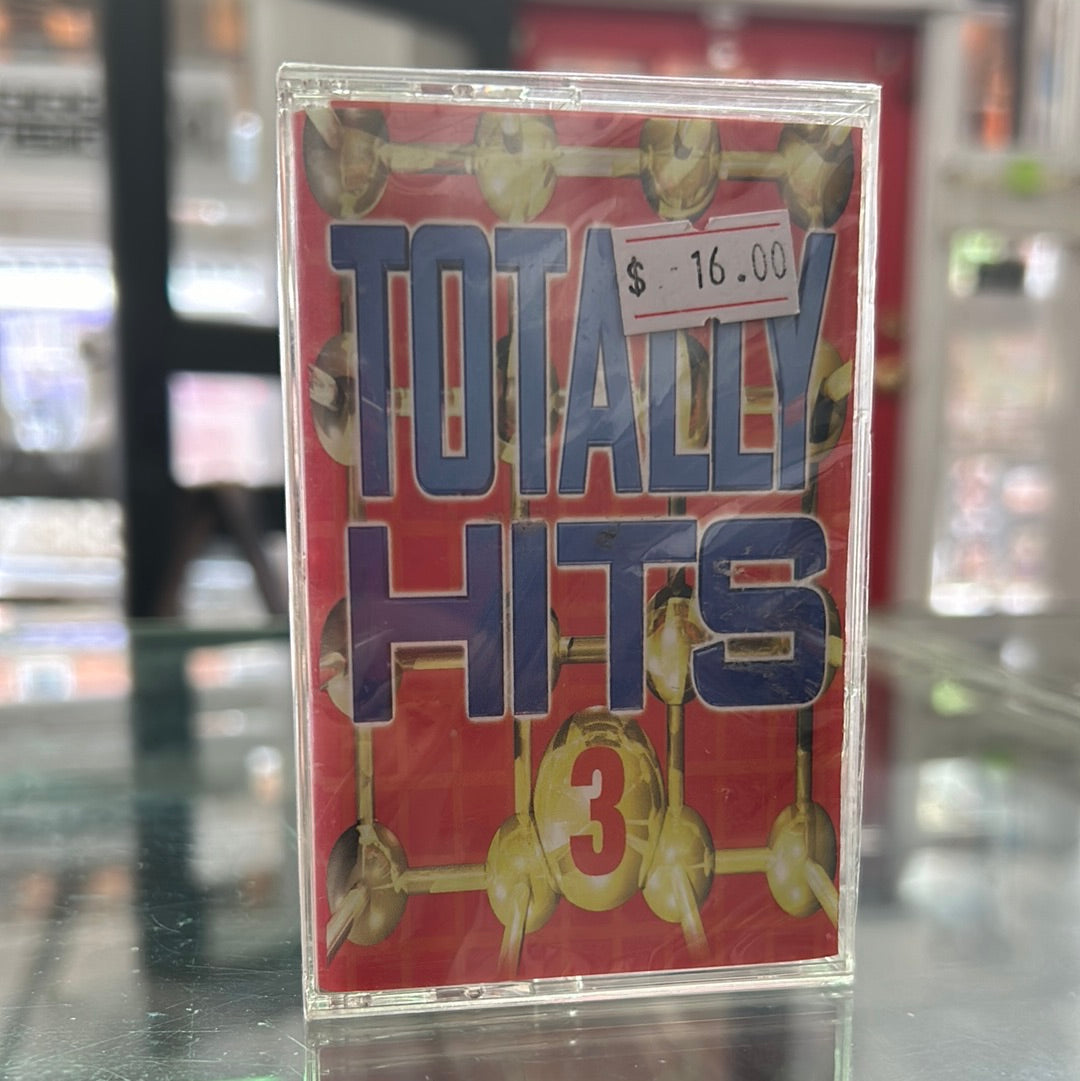 TOTALLY
$ - 16.00
HITS
3